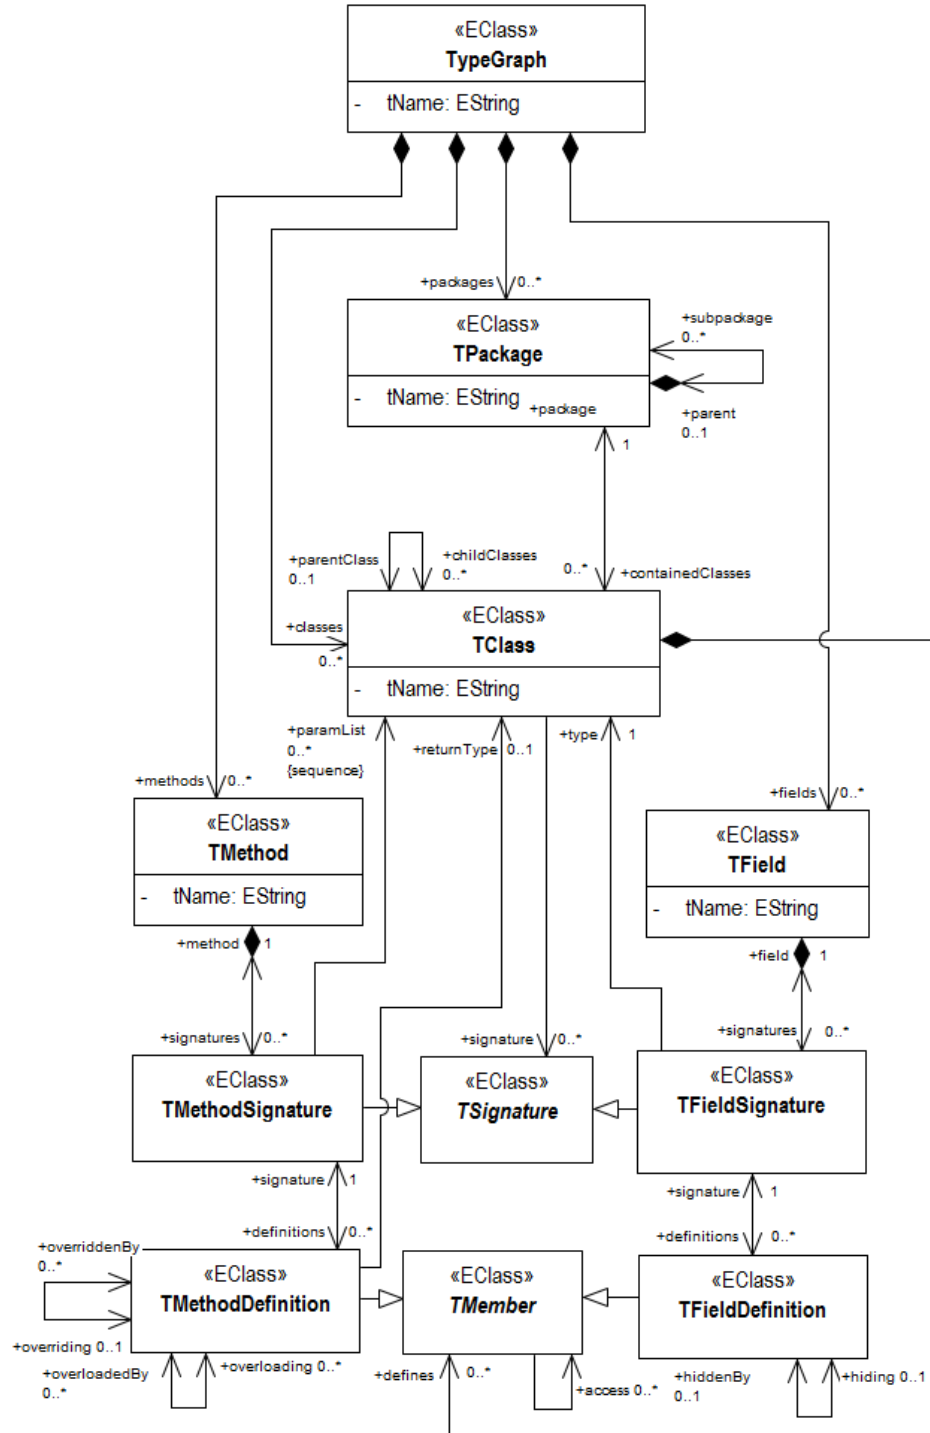 «EClass»
TypeGraph
- tName: EString
+packages 0..*
«EClass»
TPackage
- tName: EString
+subpackage
0..*
+parent
0..1
+package
1
+parentClass
0..1
+childClasses
0..*
0..* +containedClasses
+classes
0..*
«EClass»
TClass
- tName: EString
+paramList
0..*
{sequence}
+returnType 0..1
+type 1
+methods 0..*
+fields 0..*
«EClass»
TMethod
- tName: EString
«EClass»
TField
- tName: EString
+method 1
+field 1
+signatures 0..*
+signature 0..*
+signatures 0..*
«EClass»
TMethodSignature
«EClass»
TSignature
«EClass»
TFieldSignature
+signature 1
+signature 1
+definitions 0..*
+definitions 0..*
+overriddenBy
0..*
«EClass»
TMethodDefinition
«EClass»
TMember
«EClass»
TFieldDefinition
+overriding 0..1
+overloadedBy
0..*
+overloading 0..*
+defines 0..*
+access 0..*
+hiddenBy
0..1
+hiding 0..1